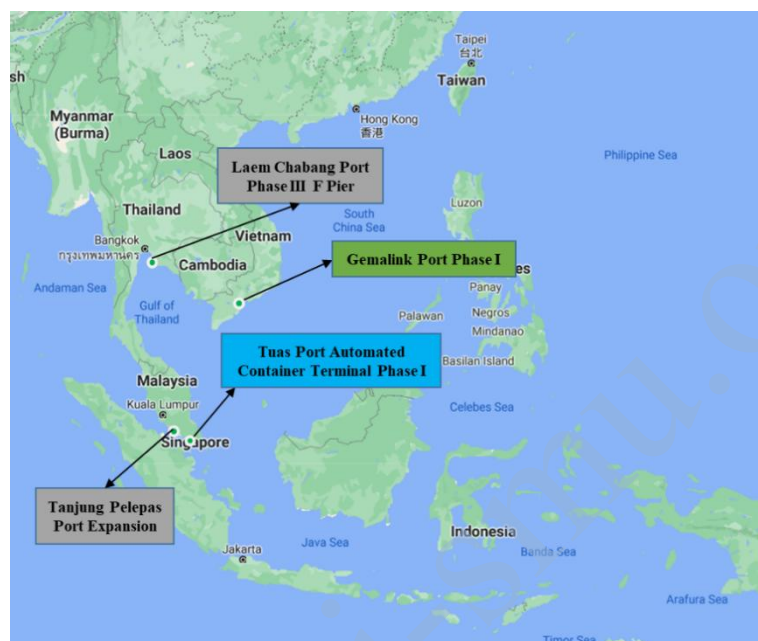 Taipei
台北
sh
Taiwan
Myanmar
(Burma)
Hong Kong
香港
Laos
Philippine Sea
Laem Chabang Port
Phase III F Pier
Thailand
Luzon
South
China Sea
Bangkok
กรุงเทพมหานคร
Vietnam
Cambodia
Gemalink Port Phase I
es
Andaman Sea
Panay
Gulf of
Thailand
Palawan
Negros
Mindanao
Tuas Port Automated
Container Terminal Phase I
Basilan Island
Malaysia
Kuala Lumpur
Celebes Sea
Singapore
Tanjung Pelepas
Port Expansion
Indonesia
Jakarta
Java Sea
Banda Sea
Arafura Sea
Timor Sea